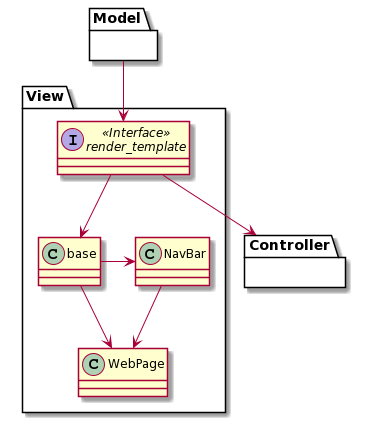 Model
View
«Interface»
I
render_template
Controller
C base
C NavBar
C WebPage